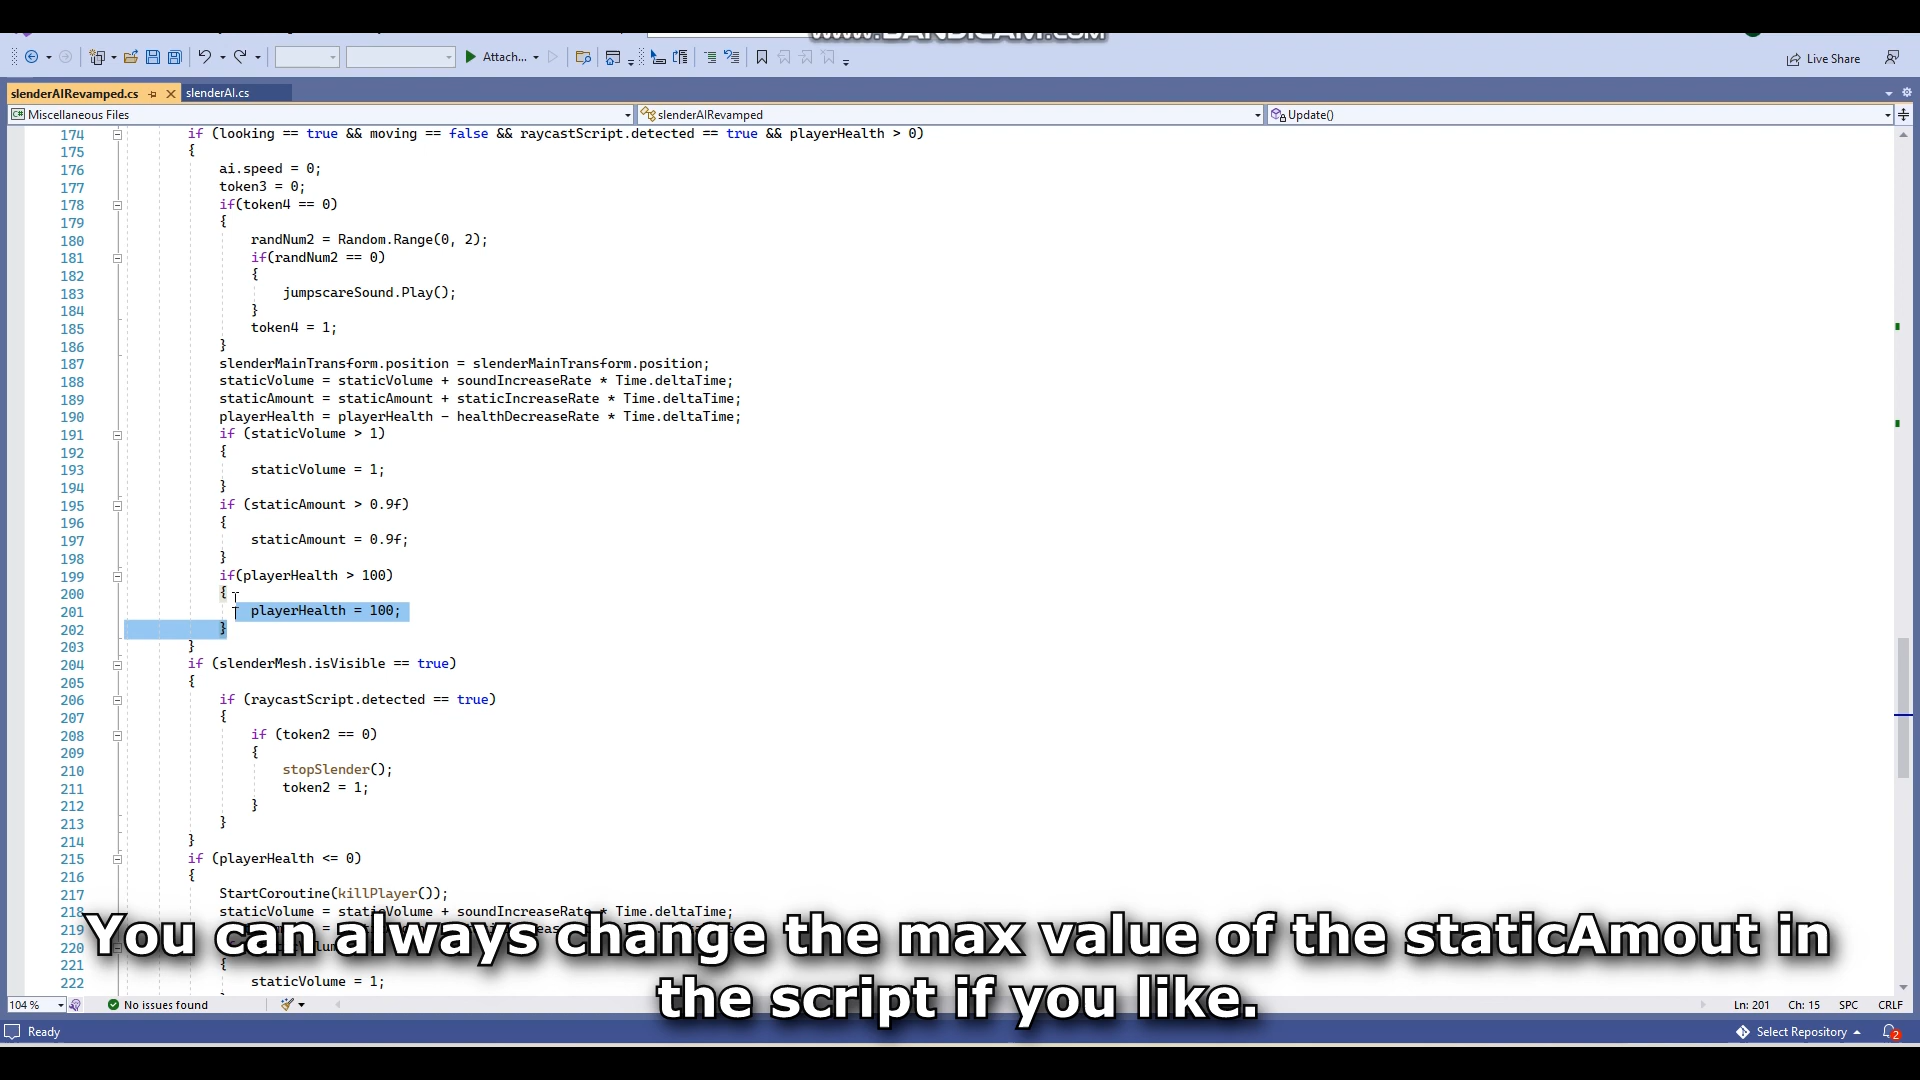 www.BANDICAM.com
Attach...
Live Share
slenderAIRevamped.cs
slenderAI.cs
Miscellaneous Files
slenderAIRevamped
Update()
174 if (looking == true && moving == false && raycastScript.detected == true && playerHealth > 0)
175 {
176 ai.speed = 0;
177 token3 = 0;
178 if(token4 == 0)
179 {
180 randNum2 = Random.Range(0, 2);
181 if(randNum2 == 0)
182 {
183 jumpscareSound.Play();
184 }
185 token4 = 1;
186 }
187 slenderMainTransform.position = slenderMainTransform.position;
188 staticVolume = staticVolume + soundIncreaseRate * Time.deltaTime;
189 staticAmount = staticAmount + staticIncreaseRate * Time.deltaTime;
190 playerHealth = playerHealth - healthDecreaseRate * Time.deltaTime;
191 if (staticVolume > 1)
192 {
193 staticVolume = 1;
194 }
195 if (staticAmount > 0.9f)
196 {
197 staticAmount = 0.9f;
198 }
199 if(playerHealth > 100)
200 {
201 playerHealth = 100;
202 }
203 }
204 if (slenderMesh.isVisible == true)
205 {
206 if (raycastScript.detected == true)
207 {
208 if (token2 == 0)
209 {
210 stopSlender();
211 token2 = 1;
212 }
213 }
214 }
215 if (playerHealth <= 0)
216 {
217 StartCoroutine(killPlayer());
218 staticVolume = staticVolume + soundIncreaseRate * Time.deltaTime;
219
220
221 {
222 staticVolume = 1;
You can always change the max value of the staticAmout in
the script if you like.
104 %
No issues found
Ln: 201 Ch: 15 SPC CRLF
Ready
Select Repository
2